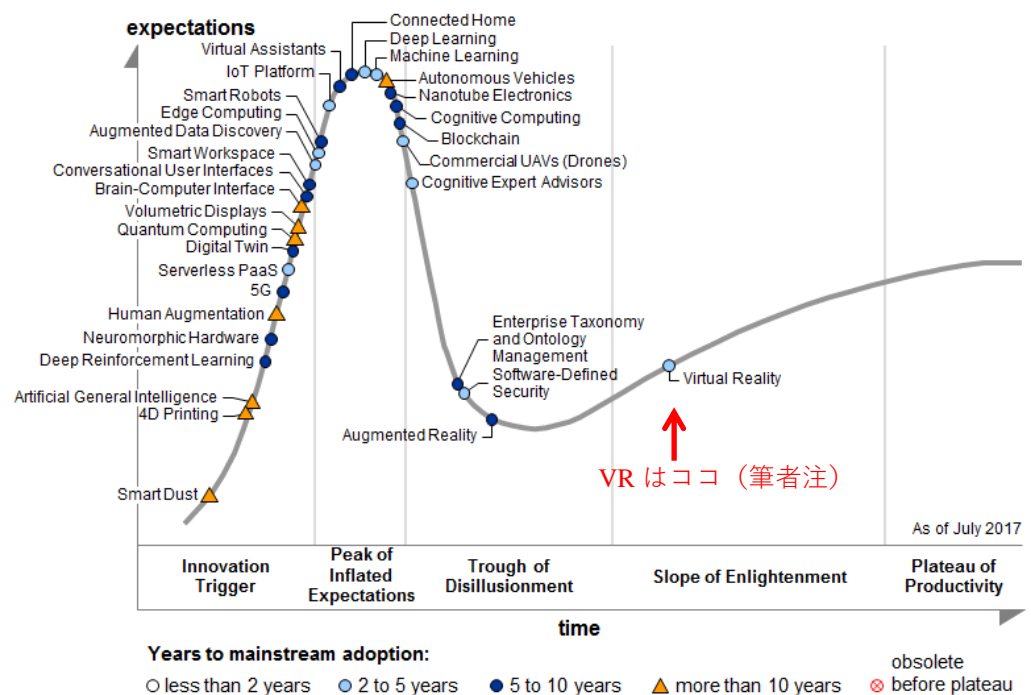 expectations
Connected Home
Deep Learning
Virtual Assistants
Machine Learning
IoT Platform
Autonomous Vehicles
Nanotube Electronics
Smart Robots
Edge Computing
Cognitive Computing
Augmented Data Discovery
Blockchain
Smart Workspace
Commercial UAVs (Drones)
Conversational User Interfaces
Cognitive Expert Advisors
Brain-Computer Interface
Volumetric Displays
Quantum Computing
Digital Twin
Serverless PaaS
5G
Human Augmentation
Neuromorphic Hardware
Deep Reinforcement Learning
Enterprise Taxonomy
and Ontology
Management
Software-Defined
Security
Virtual Reality
Artificial General Intelligence
4D Printing
Augmented Reality
VR はココ（筆者注）
Smart Dust
As of July 2017
Innovation
Trigger
Peak of
Inflated
Expectations
Trough of
Disillusionment
Slope of Enlightenment
Plateau of
Productivity
time
Years to mainstream adoption:
less than 2 years
2 to 5 years
5 to 10 years
more than 10 years
obsolete
before plateau